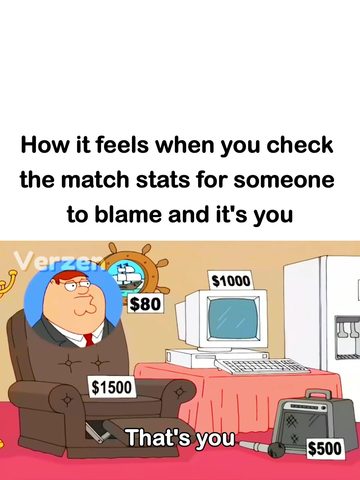 How it feels when you check
the match stats for someone
to blame and it's you
Verzen
$80
$1000
$1500
That's you
$500